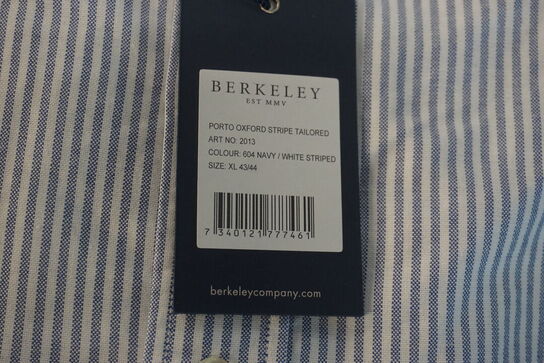 BERKELEY
EST MMV
PORTO OXFORD STRIPE TAILORED
ART NO: 2013
COLOUR: 604 NAVY / WHITE STRIPED
SIZE: XL 43/44
7 340121 777461
berkeleycompany.com